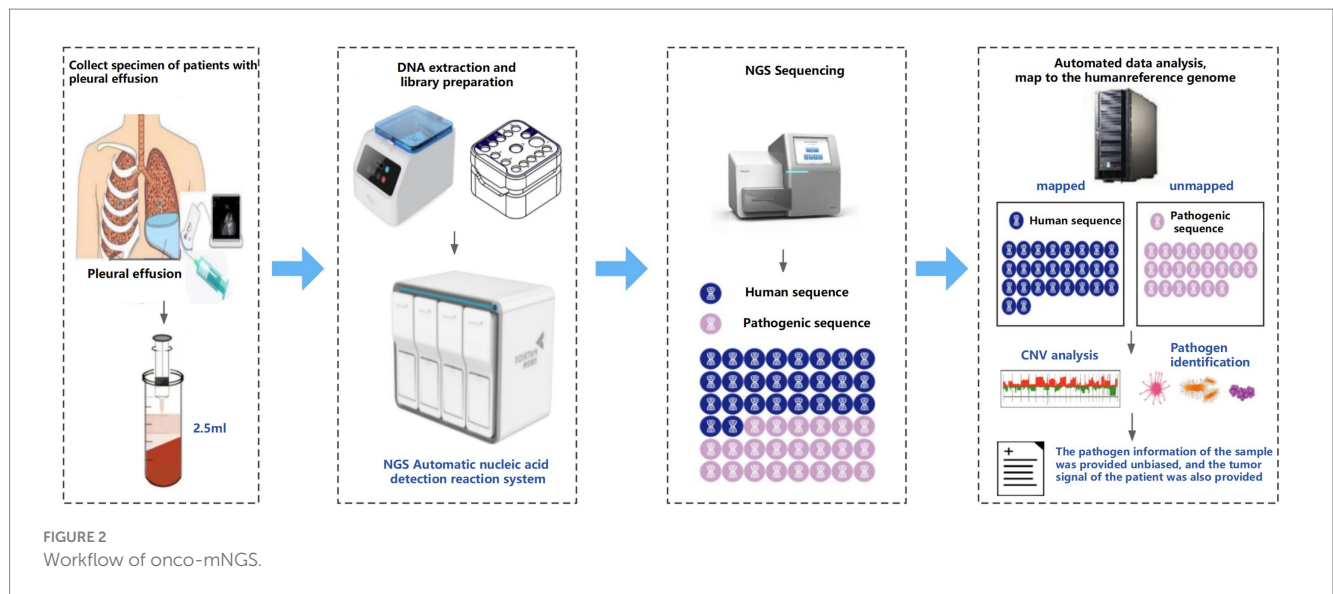 Collect specimen of patients with
pleural effusion
Pleural effusion
2.5ml
DNA extraction and
library preparation
NGS Automatic nucleic acid
detection reaction system
NGS Sequencing
Human sequence
Pathogenic sequence
Automated data analysis,
map to the humanreference genome
mapped
unmapped
Human sequence
Pathogenic
sequence
CNV analysis
Pathogen
identification
The pathogen information of the sample
was provided unbiased, and the tumor
signal of the patient was also provided
FIGURE 2
Workflow of onco-mNGS.